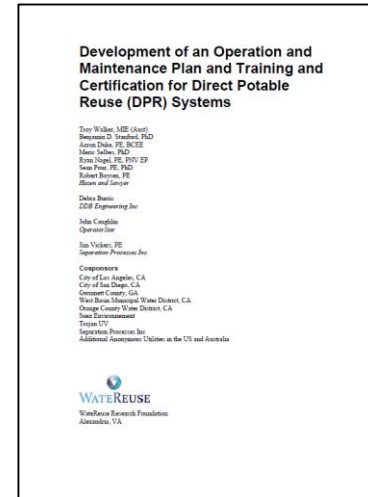 Development of an Operation and
Maintenance Plan and Training and
Certification for Direct Potable
Reuse (DPR) Systems
Troy Walker, MIE (Aust)
Benjamin D. Stanford, PhD
Aaron Duke, PE, BCEE
Meric Selbes, PhD
Ryan Nagel, PE, PNV EP
Sean Pour, PE, PhD
Robert Boysen, PE
Hazen and Sawyer
Debra Burris
DDB Engineering Inc
John Caughlin
OperatorStar
Jim Vickers, PE
Separation Processes Inc
Cosponsors
City of Los Angeles, CA
City of San Diego, CA
Gwinnett County, GA
West Basin Municipal Water District, CA
Orange County Water District, CA
Suez Environnement
Trojan UV
Separation Processes Inc
Additional Anonymous Utilities in the US and Australia
WATEREUSE
WateReuse Research Foundation
Alexandria, VA